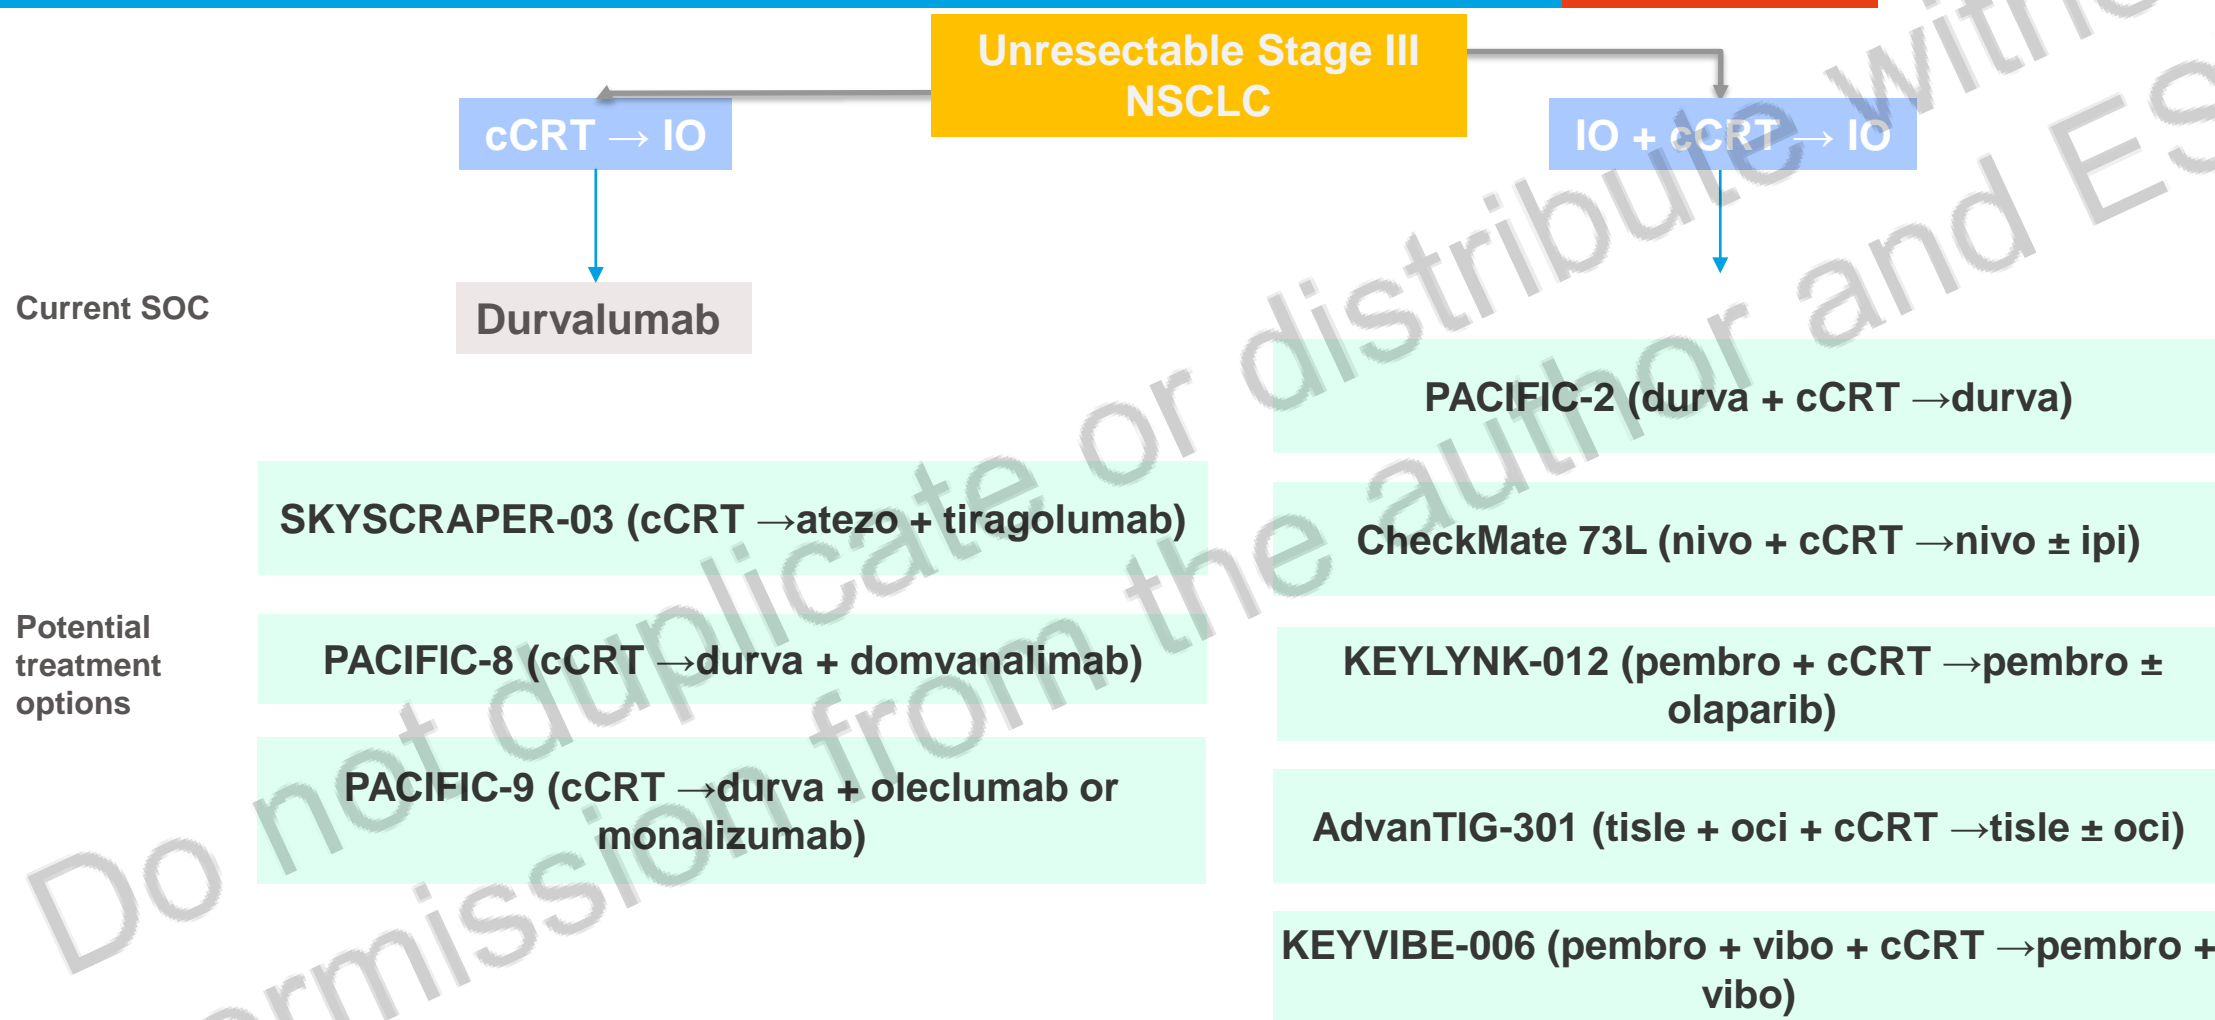 Unresectable Stage III
NSCLC
cCRT → IO
IO + cCRT → IO
Current SOC
Durvalumab
Potential
treatment
options
SKYSCRAPER-03 (cCRT →atezo + tiragolumab)
PACIFIC-8 (cCRT →durva + domvanalimab)
PACIFIC-9 (cCRT →durva + oleclumab or
monalizumab)
PACIFIC-2 (durva + cCRT →durva)
CheckMate 73L (nivo + cCRT →nivo ± ipi)
KEYLYNK-012 (pembro + cCRT →pembro ±
olaparib)
AdvanTIG-301 (tisle + oci + cCRT →tisle ± oci)
KEYVIBE-006 (pembro + vibo + cCRT →pembro +
vibo)
Do not duplicate or distribute witho
ermission from the author and ES